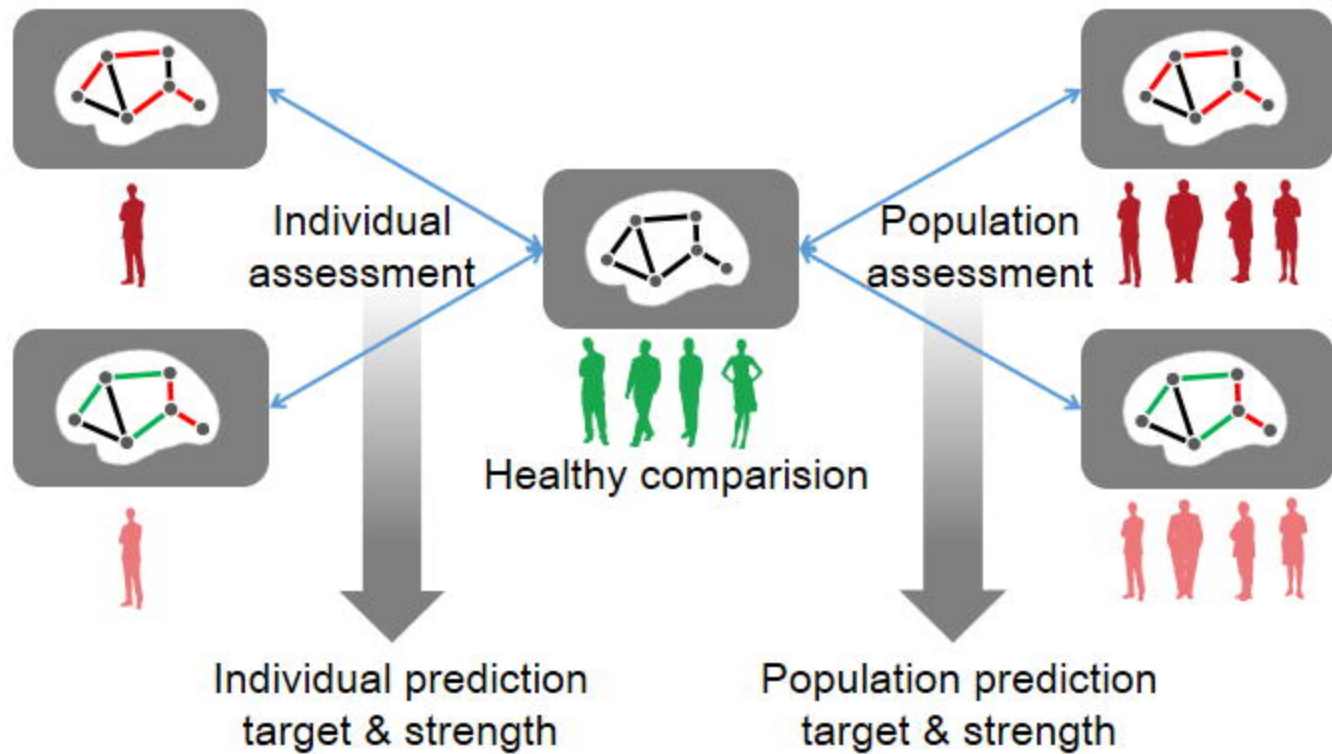 Individual
assessment
Population
assessment
Healthy comparision
Individual prediction
target & strength
Population prediction
target & strength